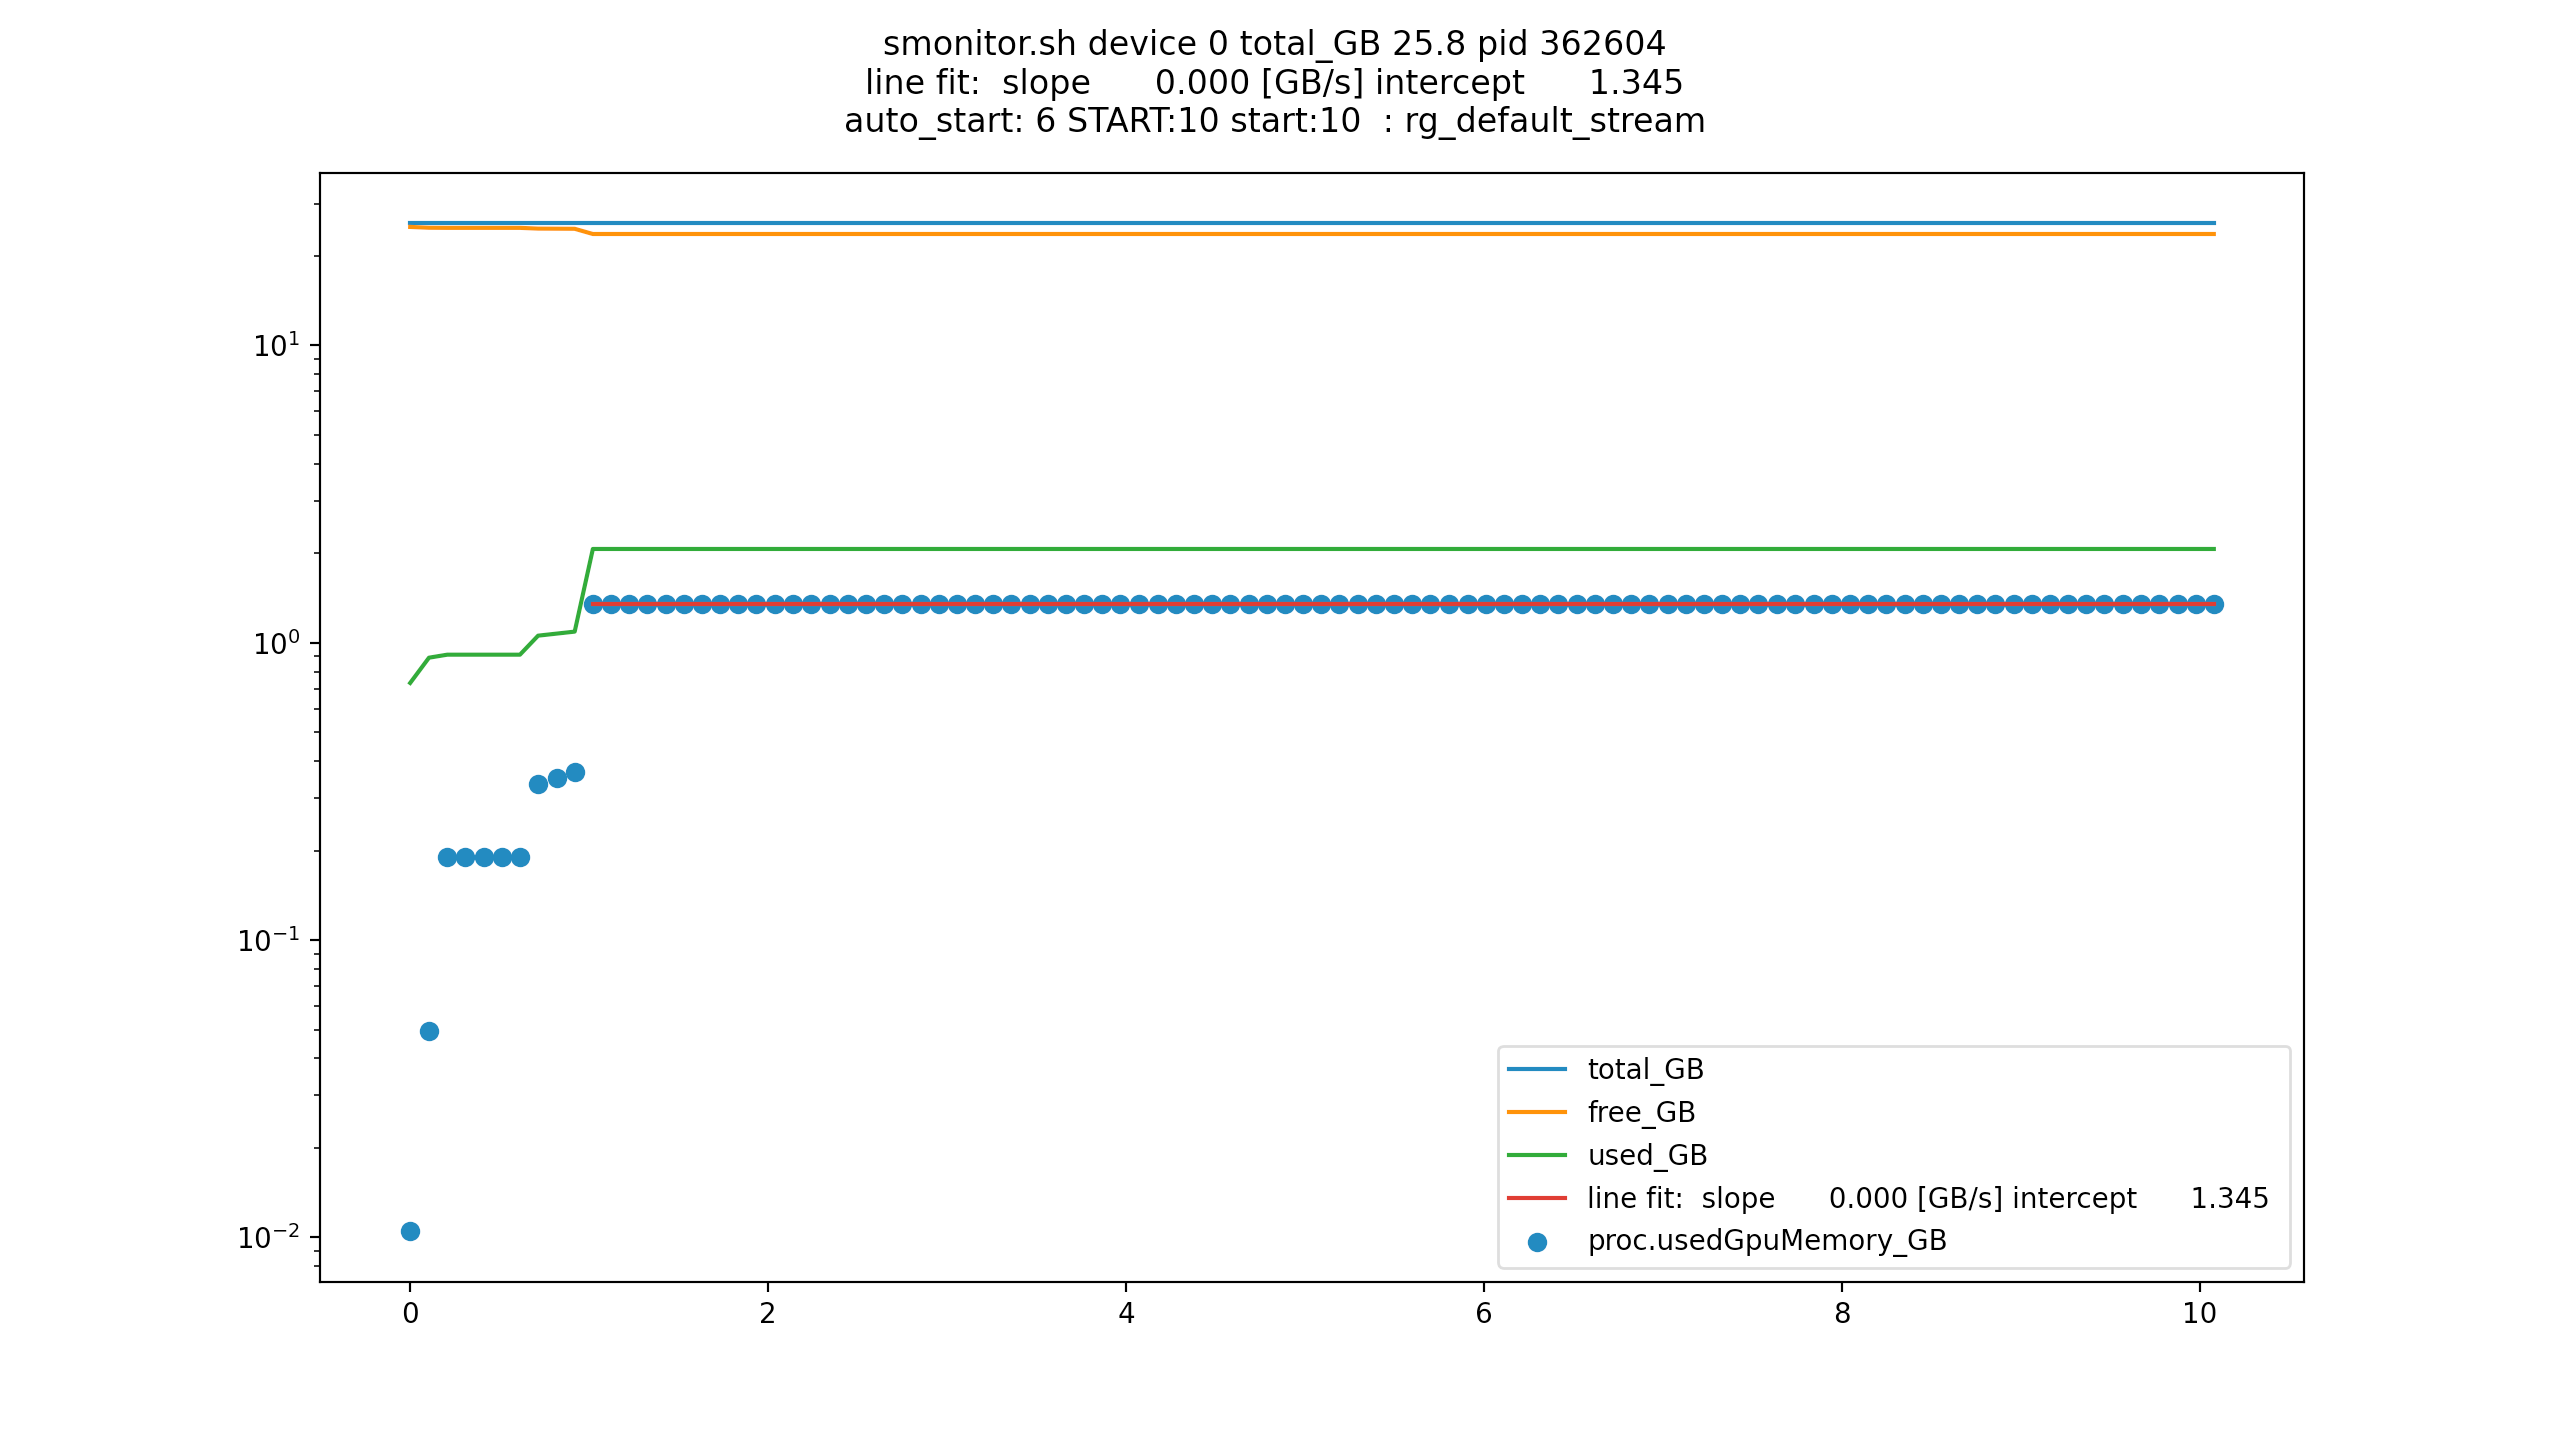 smonitor.sh device 0 total_GB 25.8 pid 362604
line fit:  slope      0.000 [GB/s] intercept      1.345
auto_start: 6 START:10 start:10  : rg_default_stream
10¹
10⁰
10⁻¹
10⁻²
total_GB
free_GB
used_GB
line fit:  slope      0.000 [GB/s] intercept      1.345
proc.usedGpuMemory_GB
0 2 4 6 8 10